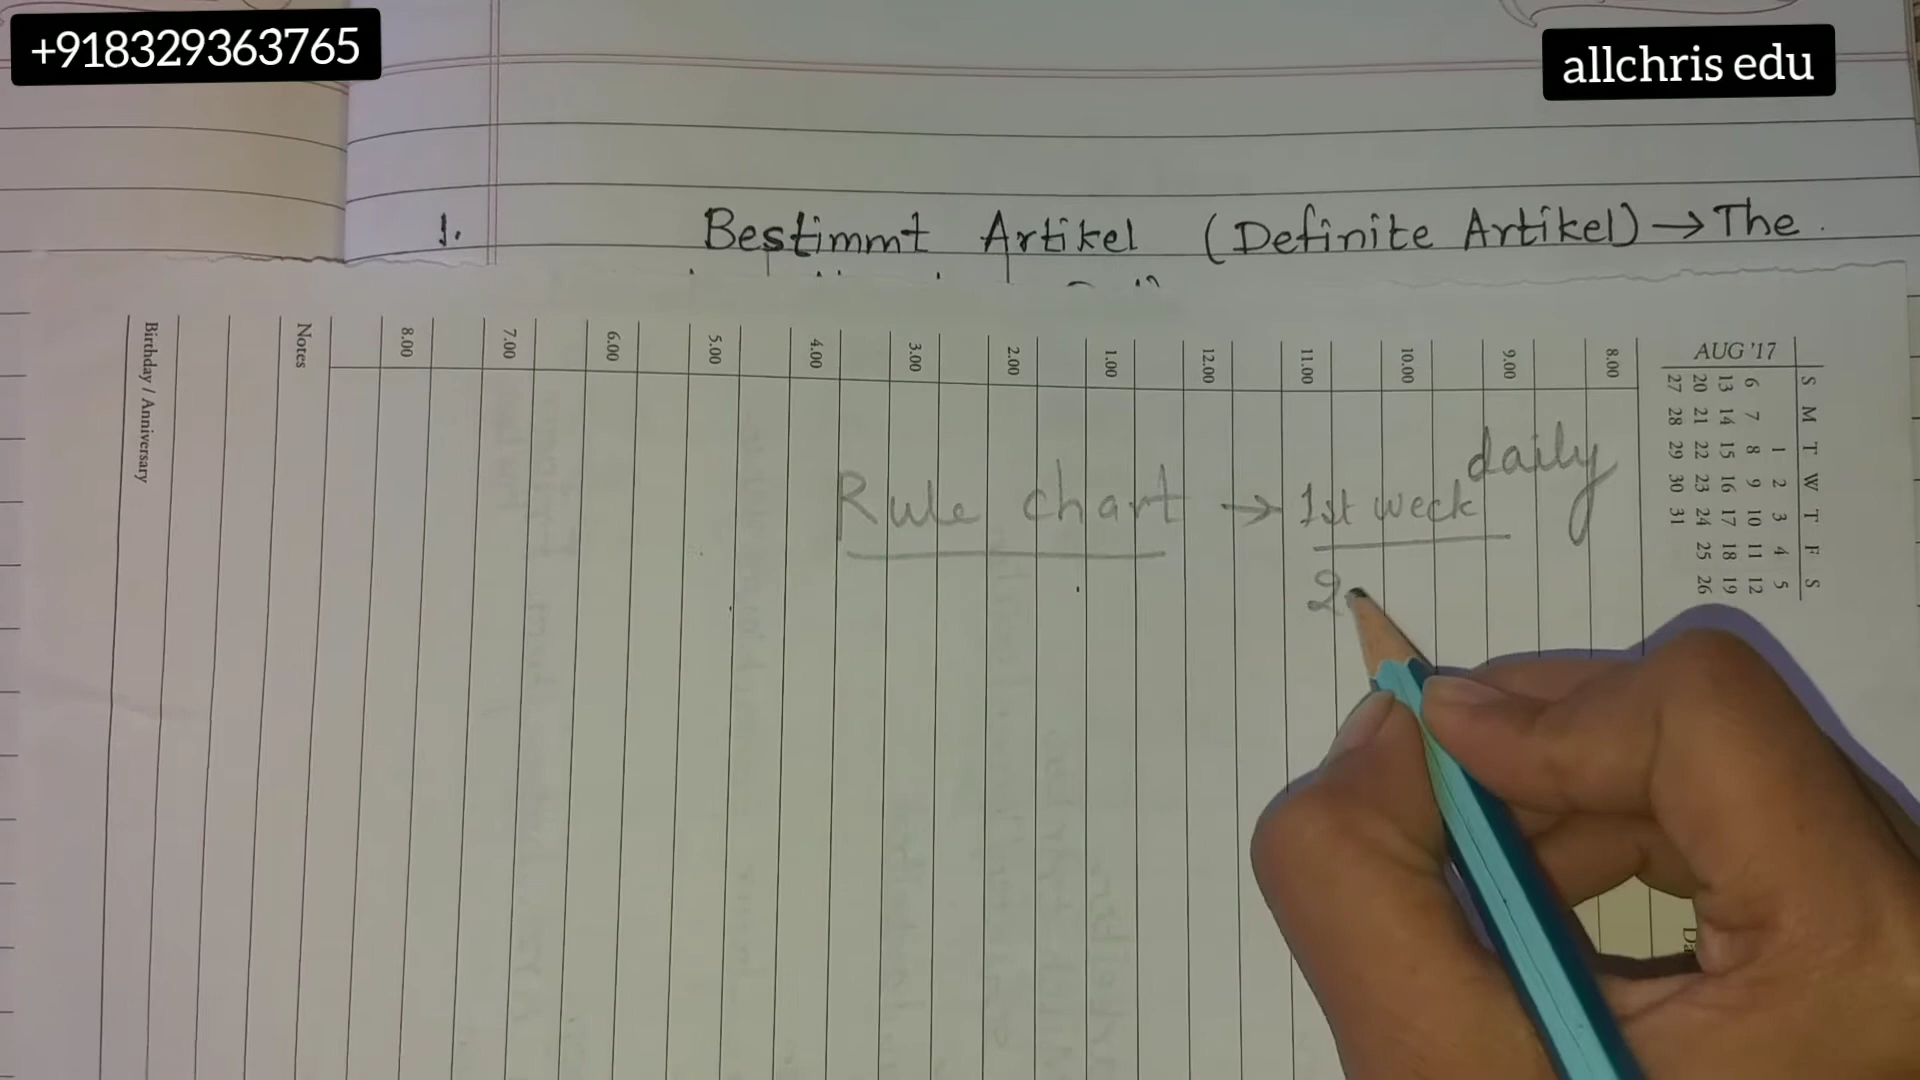 +918329363765
allchris edu
1. Bestimmt Artikel (Definite Artikel) → The
AUG '17
S M T W T F S
1 2 3 4 5
6 7 8 9 10 11 12
13 14 15 16 17 18 19
20 21 22 23 24 25 26
27 28 29 30 31
8.00
9.00
10.00
11.00
12.00
1.00
2.00
3.00
4.00
5.00
6.00
7.00
8.00
Notes
Birthday / Anniversary
daily
Rule chart → 1st week
2